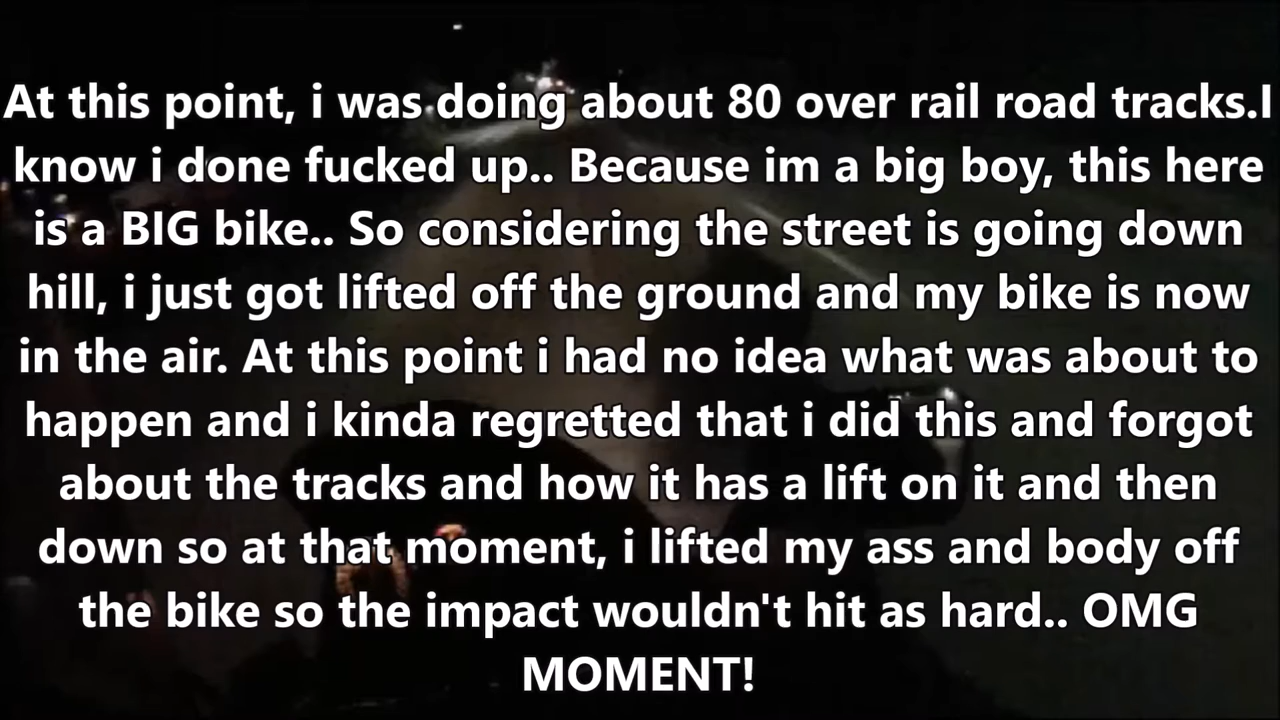 At this point, i was doing about 80 over rail road tracks.I
know i done fucked up.. Because im a big boy, this here
is a BIG bike.. So considering the street is going down
hill, i just got lifted off the ground and my bike is now
in the air. At this point i had no idea what was about to
happen and i kinda regretted that i did this and forgot
about the tracks and how it has a lift on it and then
down so at that moment, i lifted my ass and body off
the bike so the impact wouldn't hit as hard.. OMG
MOMENT!